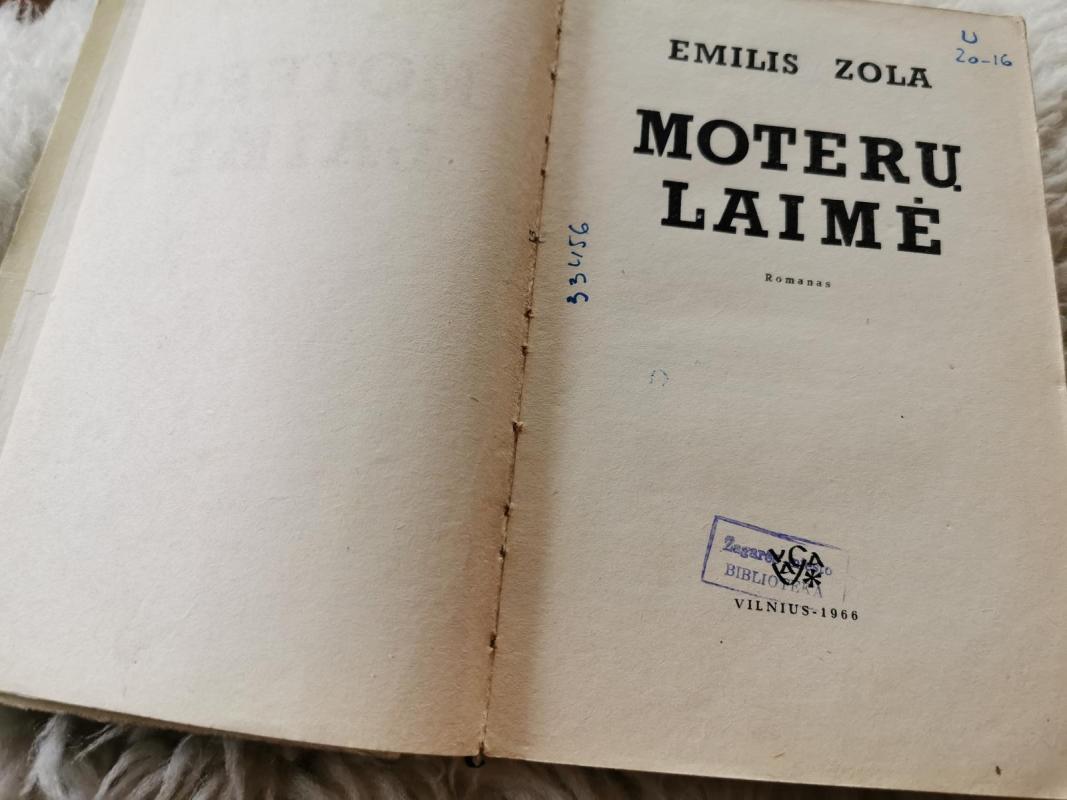 U
20-16
EMILIS ZOLA
MOTERŲ
LAIMĖ
Romanas
33456
BIBLIOTEKA
VILNIUS-1966